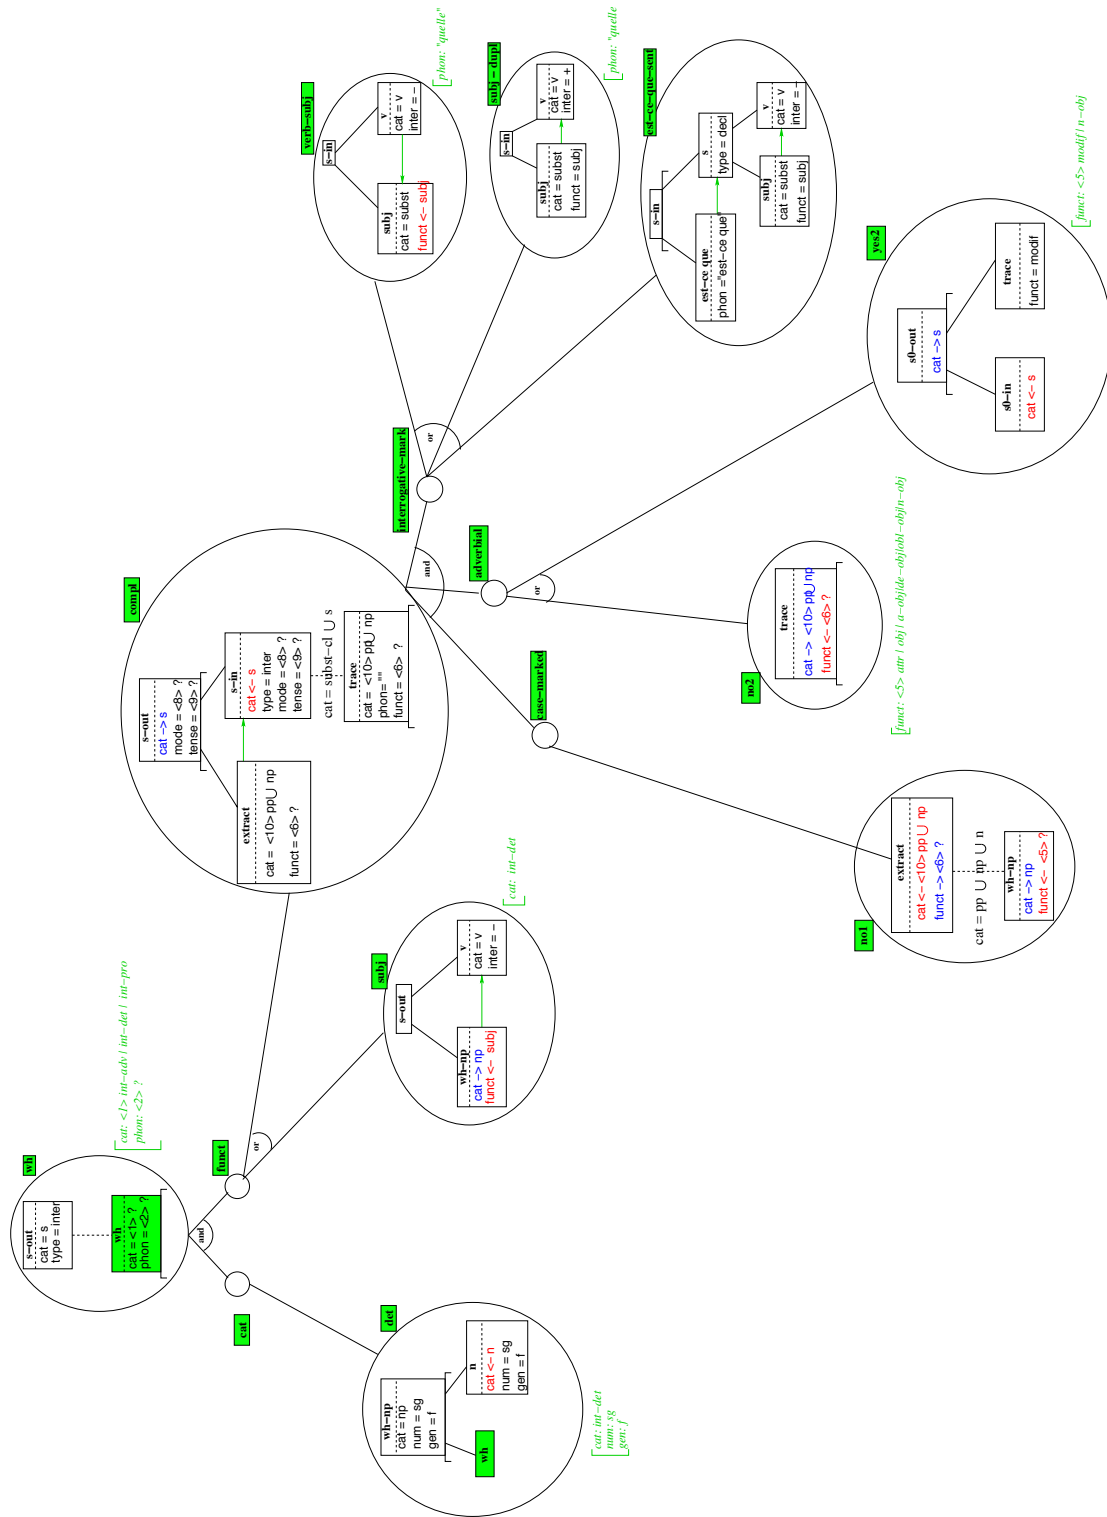 wh
s-out
cat = s
type = inter
wh
cat = <1> ?
phon = <2> ?
cat: <1> int-adv | int-det | int-pro
phon: <2> ?
and
cat
funct
or
det
wh-np
cat = np
num = sg
gen = f
wh
n
cat <- n
num = sg
gen = f
cat: int-det
num: sg
gen: f
subj
s-out
wh-np
cat -> np
funct <- subj
v
cat = v
inter = -
cat: int-det
compl
s-out
cat -> s
mode = <8> ?
tense = <9> ?
extract
cat = <10> pp∪ np
funct = <6> ?
s-in
cat <- s
type = inter
mode = <8> ?
tense = <9> ?
cat = subst-cl ∪ s
trace
cat = <10> pp∪ np
phon=""
funct = <6> ?
and
case-marked
adverbial
or
interrogative-mark
or
no1
extract
cat <- <10> pp ∪ np
funct -> <6> ?
cat = pp ∪ np ∪ n
wh-np
cat -> np
funct <- <5> ?
no2
trace
cat -> <10> pp∪ np
funct <- <6> ?
funct: <5> attr | obj | a-obj|de-obj|obl-obj|n-obj
yes2
s0-out
cat -> s
s0-in
cat <- s
trace
funct = modif
funct: <5> modif | n-obj
verb-subj
s-in
subj
cat = subst
funct <- subj
v
cat = v
inter = -
phon: "quelle"
subj - dupl
s-in
subj
cat = subst
funct = subj
v
cat = v
inter = +
phon: "quelle
est-ce-que-sent
s-in
est-ce que
phon ="est-ce que"
s
type = decl
subj
cat = subst
funct = subj
v
cat = v
inter = -